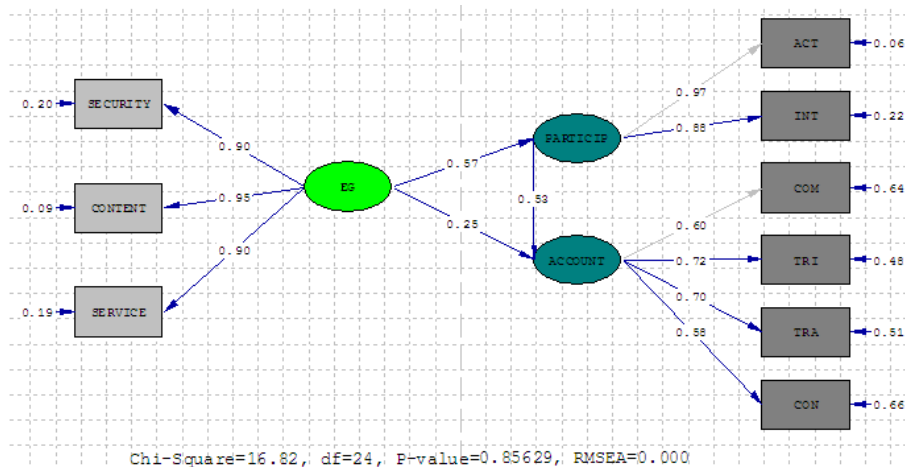 ACT
0.06
0.20
SECURITY
0.97
INT
0.22
0.90
0.88
0.57
PARTICIP
EG
0.95
COM
0.64
0.09
CONTENT
0.53
0.60
0.25
0.90
ACCOUNT
0.72
TRI
0.48
0.70
0.19
SERVICE
TRA
0.51
0.58
CON
0.66
Chi-Square=16.82, df=24, P-value=0.85629, RMSEA=0.000